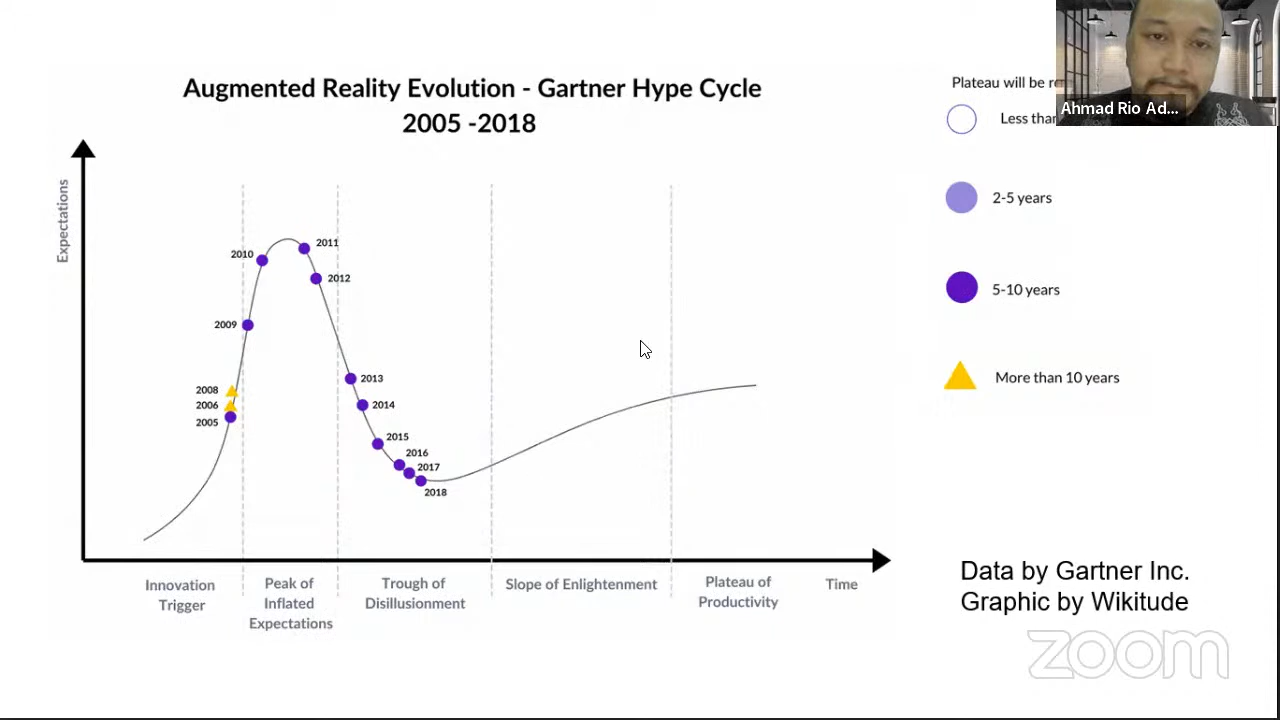 Augmented Reality Evolution - Gartner Hype Cycle
2005 -2018
Expectations
2011
2010
2012
2009
2008
2006
2005
2013
2014
2015
2016
2017
2018
Innovation
Trigger
Peak of
Inflated
Expectations
Trough of
Disillusionment
Slope of Enlightenment
Plateau of
Productivity
Time
Plateau will be
Less than
2-5 years
5-10 years
More than 10 years
Ahmad Rio Ad...
Data by Gartner Inc.
Graphic by Wikitude
zoom